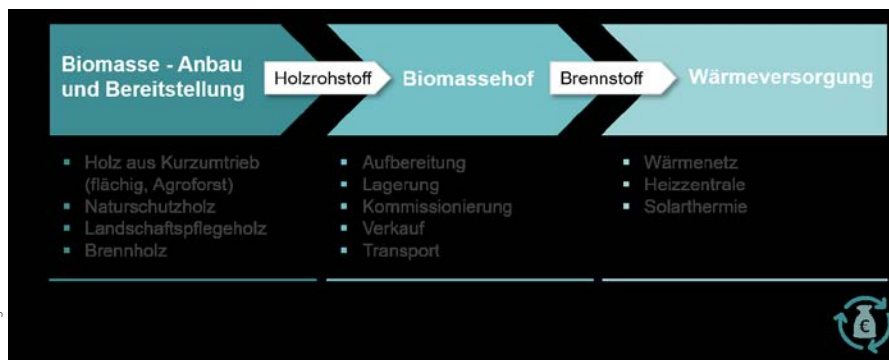 Biomasse - Anbau
und Bereitstellung
Holzrohstoff
Biomassehof
Brennstoff
Wärmeversorgung
Holz aus Kurzumtrieb
(flächig, Agroforst)
Naturschutzholz
Landschaftspflegeholz
Brennholz
Aufbereitung
Lagerung
Kommissionierung
Verkauf
Transport
Wärmenetz
Heizzentrale
Solarthermie
€